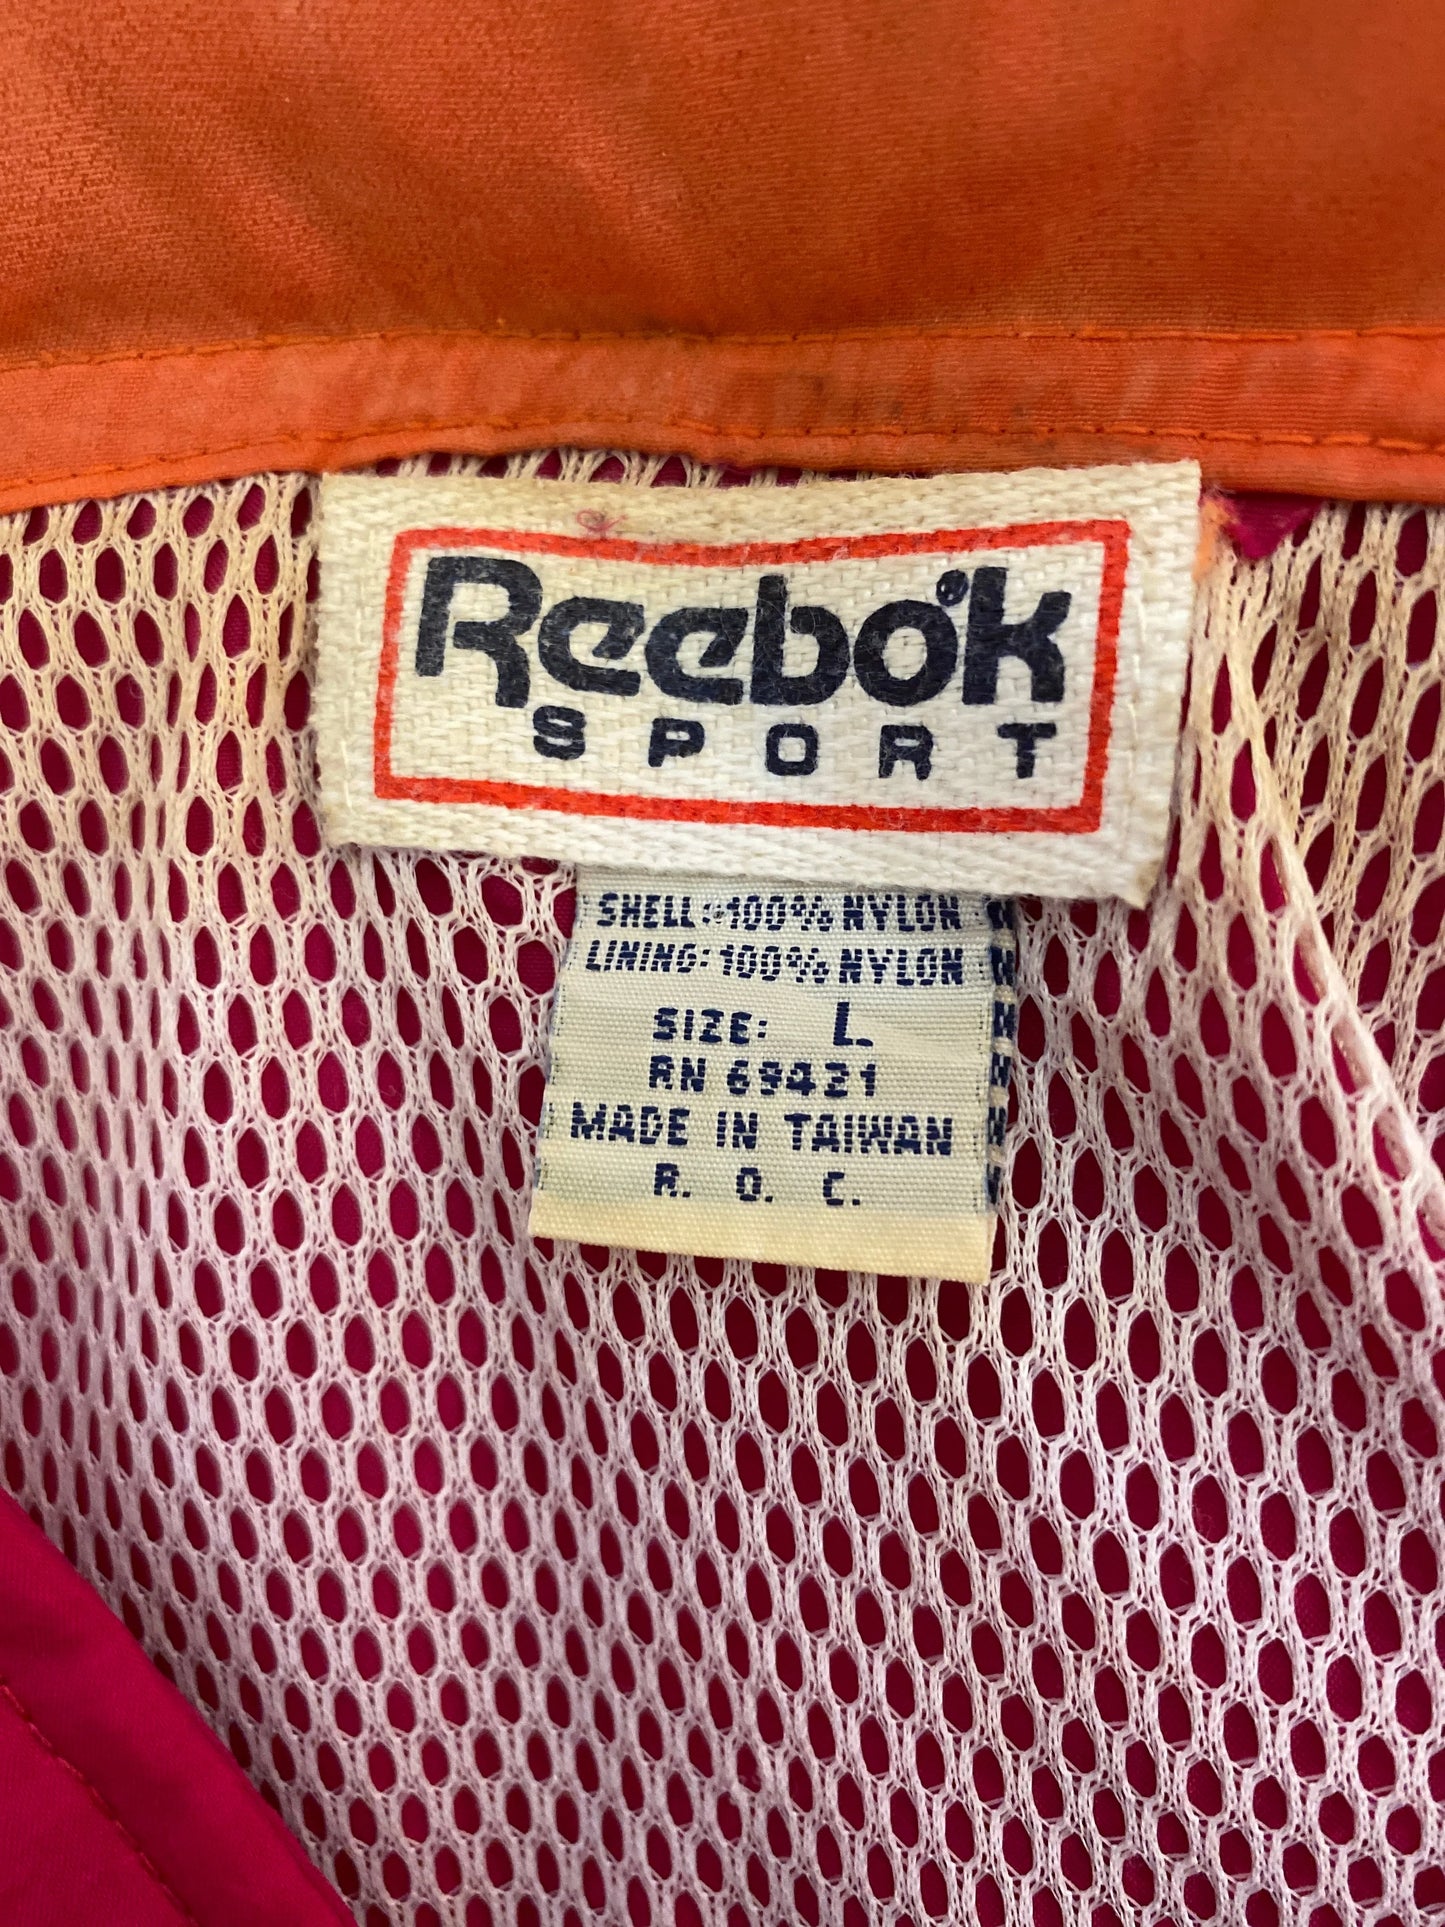 Reebok
SPORT
SHELL: 100% NYLON
LINING: 100% NYLON
SIZE: L
RN 69421
MADE IN TAIWAN
R. O. C.